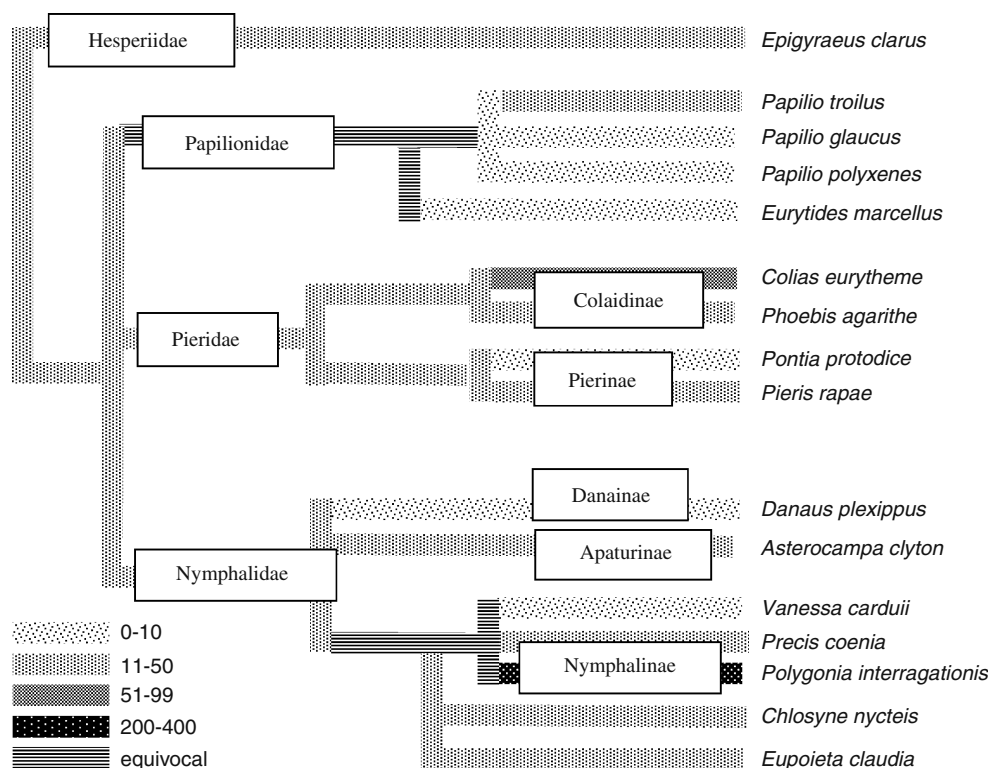 Hesperiidae
Epigyraeus clarus
Papilio troilus
Papilionidae
Papilio glaucus
Papilio polyxenes
Eurytides marcellus
Colias eurytheme
Colaidinae
Phoebis agarithe
Pieridae
Pontia protodice
Pierinae
Pieris rapae
Danainae
Danaus plexippus
Apaturinae
Asterocampa clyton
Nymphalidae
Vanessa carduii
0-10
Precis coenia
11-50
Nymphalinae
Polygonia interragationis
51-99
Chlosyne nycteis
200-400
equivocal
Eupoieta claudia